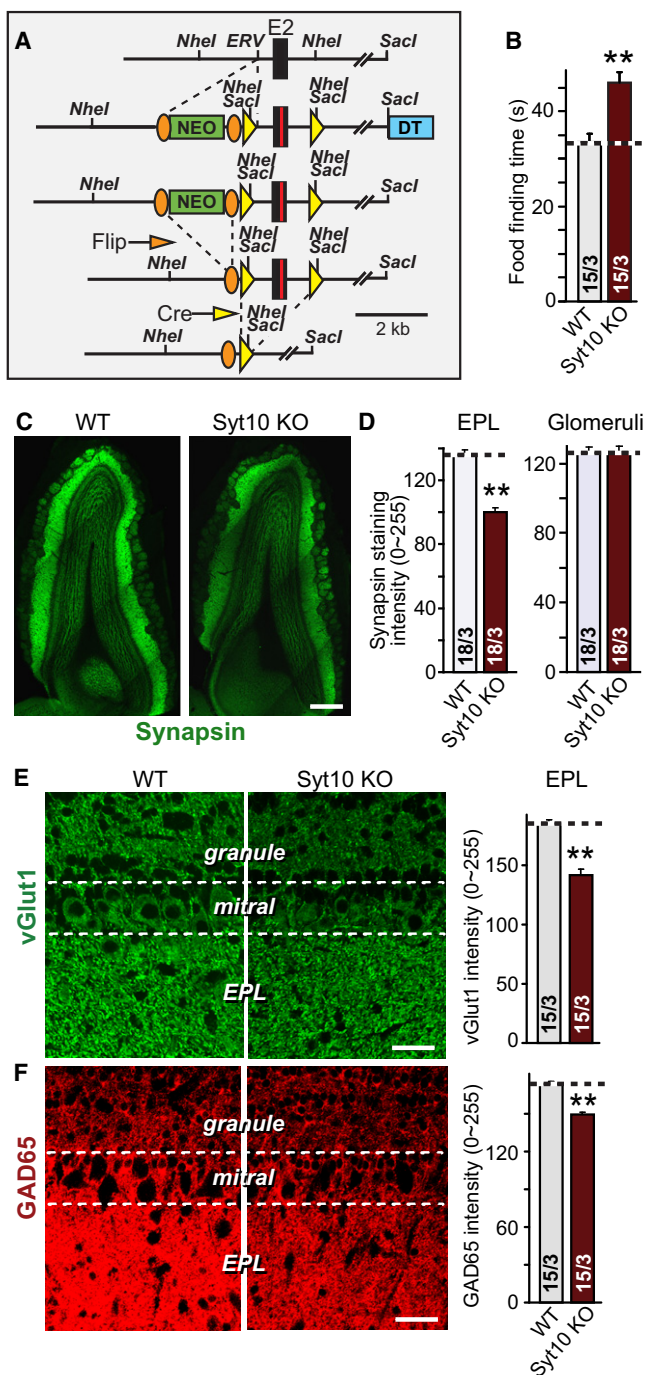 A
E2
NheI ERV NheI SacI
NheI
SacI
NheI
NheI
SacI
SacI
NEO
DT
NheI
SacI
NheI
NheI
SacI
SacI
NEO
Flip
NheI
SacI
NheI
NheI
SacI
SacI
Cre
NheI
SacI
2 kb
NheI
SacI
B
**
Food finding time (s)
40
20
0
15/3
15/3
WT
Syt10 KO
C
WT
Syt10 KO
Synapsin
D
EPL
Glomeruli
Synapsin staining
intensity (0~255)
120
80
40
0
**
18/3
18/3
WT
Syt10 KO
120
80
40
0
18/3
18/3
WT
Syt10 KO
E
WT
Syt10 KO
EPL
vGlut1
granule
mitral
EPL
vGlut1 intensity (0~255)
150
100
50
0
**
15/3
15/3
F
GAD65
granule
mitral
EPL
GAD65 intensity (0~255)
120
60
0
**
15/3
15/3
WT
Syt10 KO